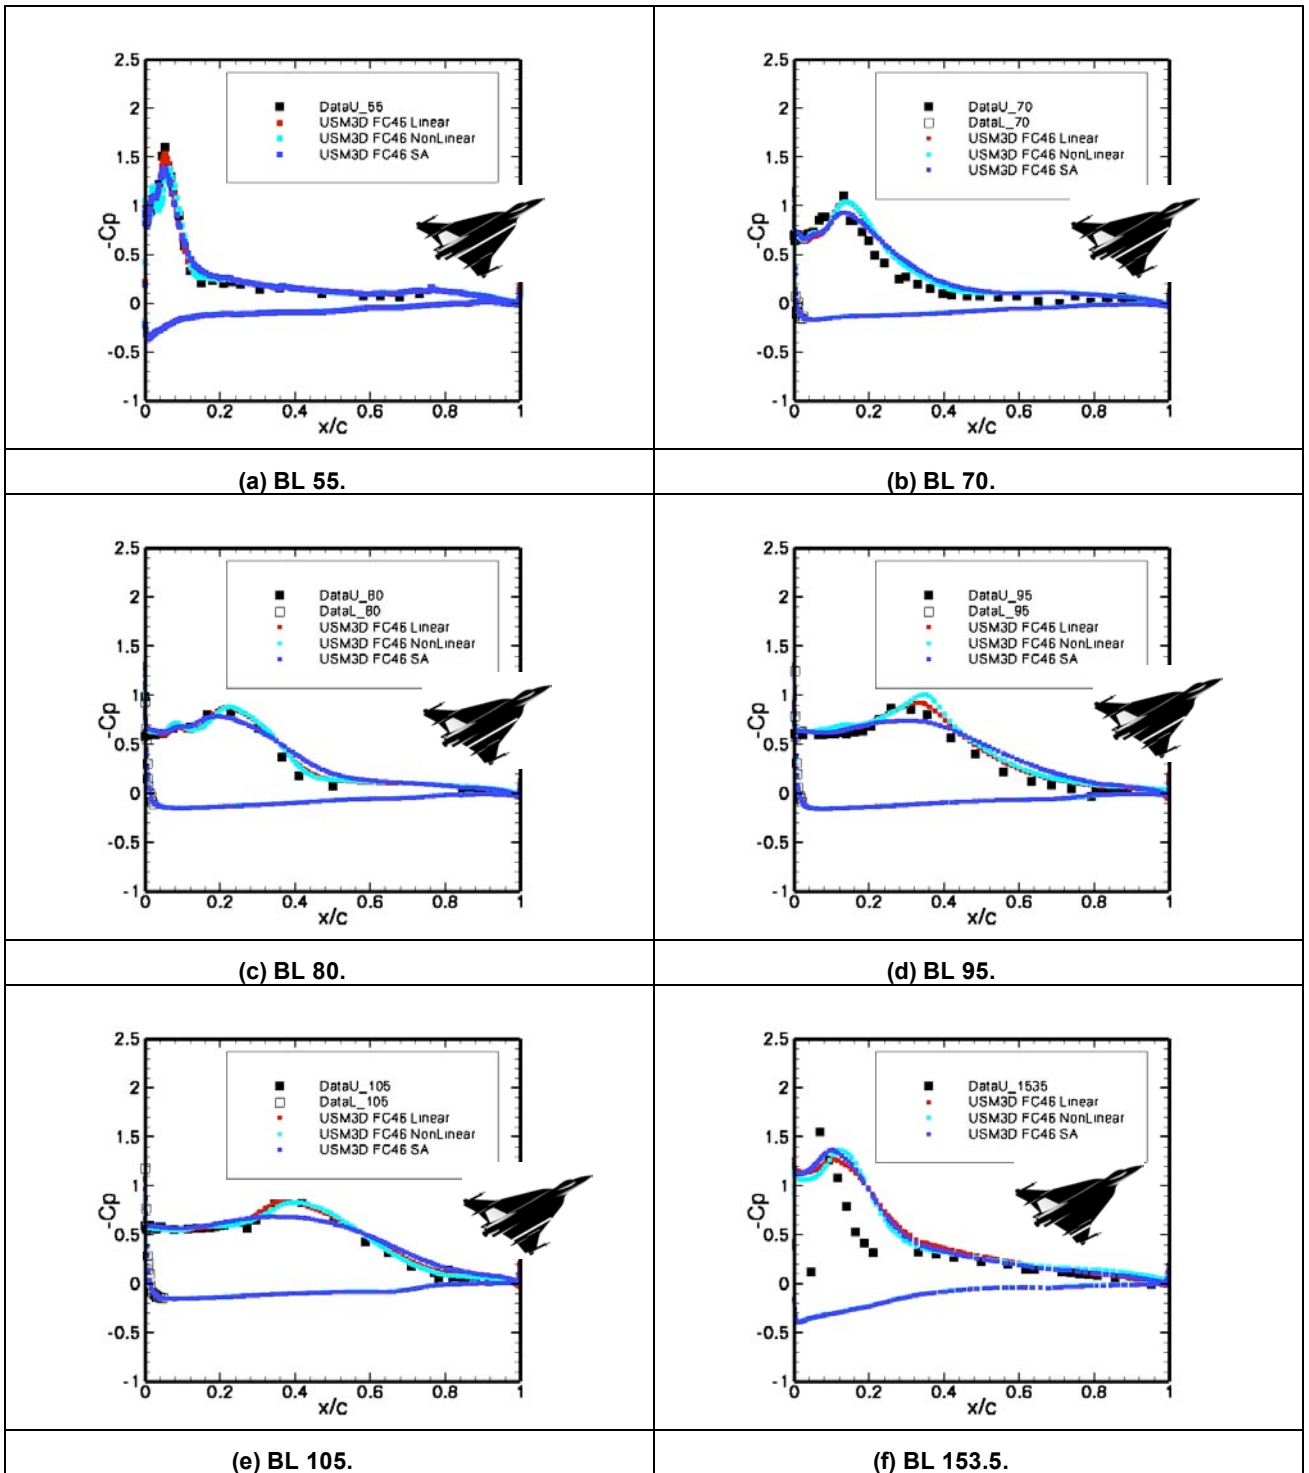 2.5
2
1.5
1
0.5
0
-0.5
-1
-Cp
0 0.2 0.4 0.6 0.8 1
x/c
DataU_55
USM3D FC46 Linear
USM3D FC46 NonLinear
USM3D FC46 SA
2.5
2
1.5
1
0.5
0
-0.5
-1
-Cp
0 0.2 0.4 0.6 0.8 1
x/c
DataU_70
DataL_70
USM3D FC46 Linear
USM3D FC46 NonLinear
USM3D FC46 SA
(a) BL 55.
(b) BL 70.
2.5
2
1.5
1
0.5
0
-0.5
-1
-Cp
0 0.2 0.4 0.6 0.8 1
x/c
DataU_80
DataL_80
USM3D FC46 Linear
USM3D FC46 NonLinear
USM3D FC46 SA
2.5
2
1.5
1
0.5
0
-0.5
-1
-Cp
0 0.2 0.4 0.6 0.8 1
x/c
DataU_95
DataL_95
USM3D FC46 Linear
USM3D FC46 NonLinear
USM3D FC46 SA
(c) BL 80.
(d) BL 95.
2.5
2
1.5
1
0.5
0
-0.5
-1
-Cp
0 0.2 0.4 0.6 0.8 1
x/c
DataU_105
DataL_105
USM3D FC46 Linear
USM3D FC46 NonLinear
USM3D FC46 SA
2.5
2
1.5
1
0.5
0
-0.5
-1
-Cp
0 0.2 0.4 0.6 0.8 1
x/c
DataU_1535
USM3D FC46 Linear
USM3D FC46 NonLinear
USM3D FC46 SA
(e) BL 105.
(f) BL 153.5.